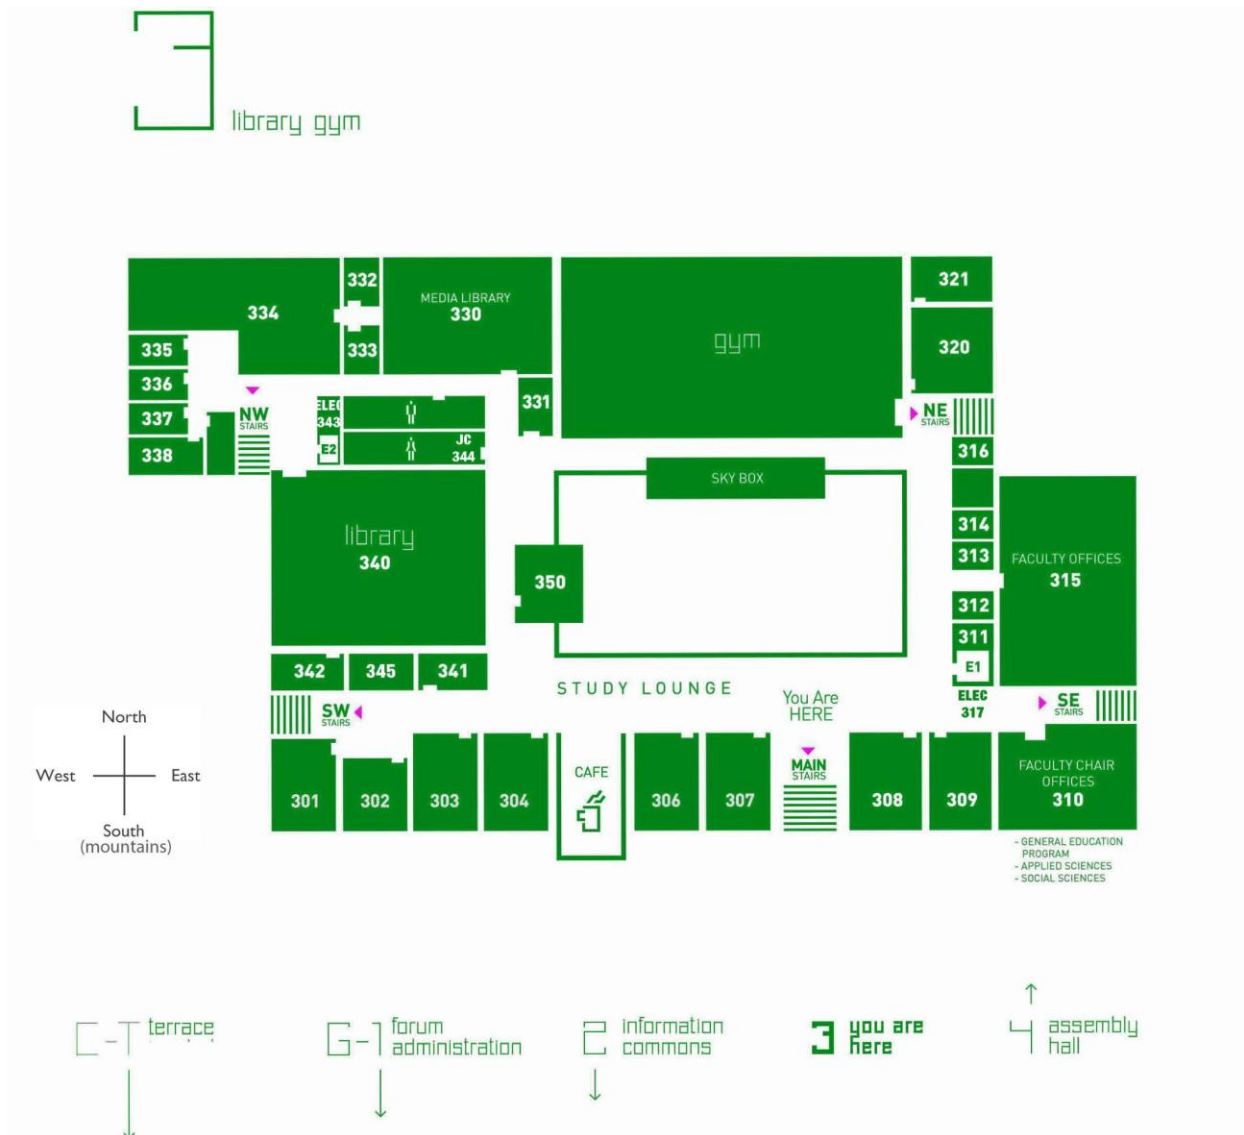 3
library gym
332
321
MEDIA LIBRARY
330
334
gym
320
333
335
336
331
337
NW
STAIRS
ELEC
343
NE
STAIRS
E2
JC
344
338
316
SKY BOX
library
340
314
313
FACULTY OFFICES
315
350
312
311
E1
342
345
341
STUDY LOUNGE
You Are
HERE
ELEC
317
SE
STAIRS
SW
STAIRS
North
West
East
South
(mountains)
301
302
303
304
CAFE
306
307
MAIN
STAIRS
308
309
FACULTY CHAIR
OFFICES
310
- GENERAL EDUCATION
PROGRAM
- APPLIED SCIENCES
- SOCIAL SCIENCES
C-T
terrace
G-1
forum
administration
2
information
commons
3
you are
here
4
assembly
hall